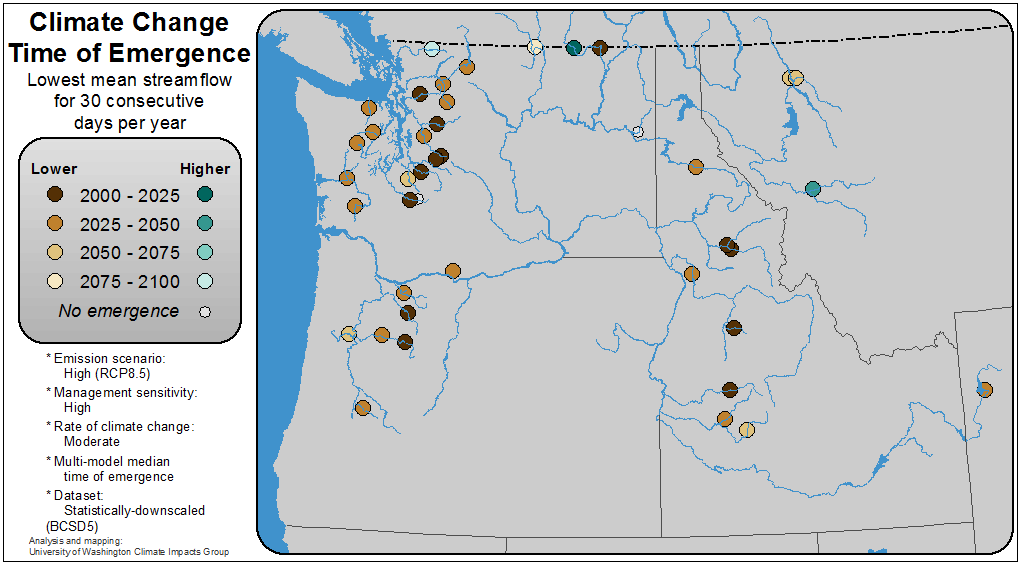 Climate Change
Time of Emergence
Lowest mean streamflow
for 30 consecutive
days per year
Lower Higher
2000 - 2025
2025 - 2050
2050 - 2075
2075 - 2100
No emergence
* Emission scenario:
High (RCP8.5)
* Management sensitivity:
High
* Rate of climate change:
Moderate
* Multi-model median
time of emergence
* Dataset:
Statistically-downscaled
(BCSD5)
Analysis and mapping:
University of Washington Climate Impacts Group